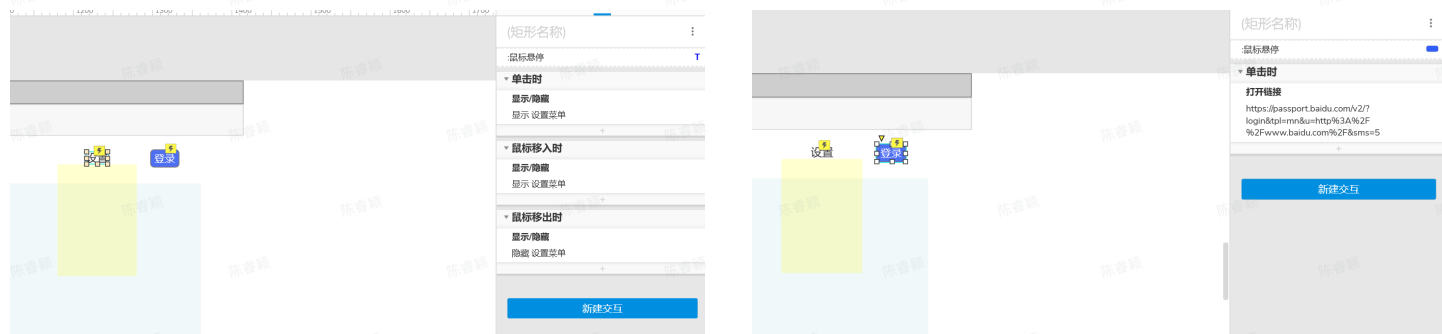 1200
1300
1400
1500
1600
1700
(矩形名称)
:鼠标悬停
T
单击时
显示/隐藏
显示 设置菜单
+
鼠标移入时
显示/隐藏
显示 设置菜单
+
鼠标移出时
显示/隐藏
隐藏 设置菜单
+
新建交互
设置
登录
陈睿颖
(矩形名称)
:鼠标悬停
单击时
打开链接
https://passport.baidu.com/v2/?
login&tpl=mn&u=http%3A%2F
%2Fwww.baidu.com%2F&sms=5
+
新建交互
设置
登录
陈睿颖